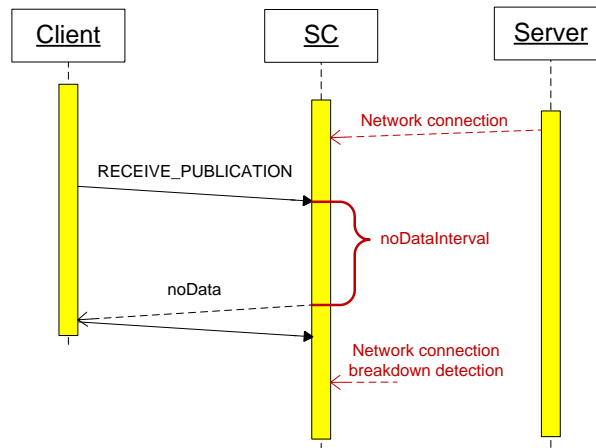 Client
SC
Server
Network connection
RECEIVE_PUBLICATION
noDataInterval
noData
Network connection
breakdown detection